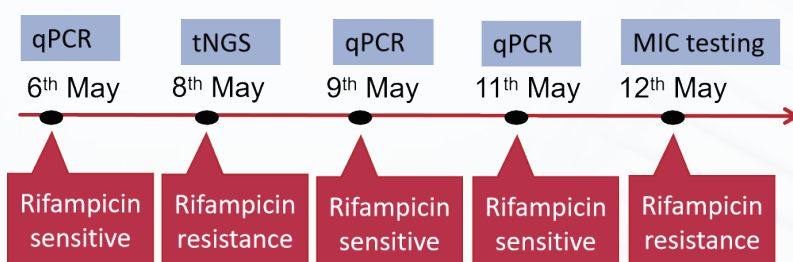 qPCR
tNGS
qPCR
qPCR
MIC testing
6th May
8th May
9th May
11th May
12th May
Rifampicin
sensitive
Rifampicin
resistance
Rifampicin
sensitive
Rifampicin
sensitive
Rifampicin
resistance